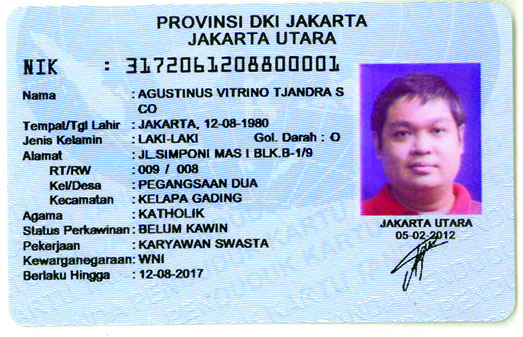 PROVINSI DKI JAKARTA
JAKARTA UTARA
NIK : 3172061208800001
Nama : AGUSTINUS VITRINO TJANDRA S
CO
Tempat/Tgl Lahir : JAKARTA, 12-08-1980
Jenis Kelamin : LAKI-LAKI Gol. Darah : O
Alamat : JL.SIMPONI MAS I BLK.B-1/9
RT/RW : 009 / 008
Kel/Desa : PEGANGSAAN DUA
Kecamatan : KELAPA GADING
Agama : KATHOLIK
Status Perkawinan : BELUM KAWIN
Pekerjaan : KARYAWAN SWASTA
Kewarganegaraan : WNI
Berlaku Hingga : 12-08-2017
JAKARTA UTARA
05-02-2012